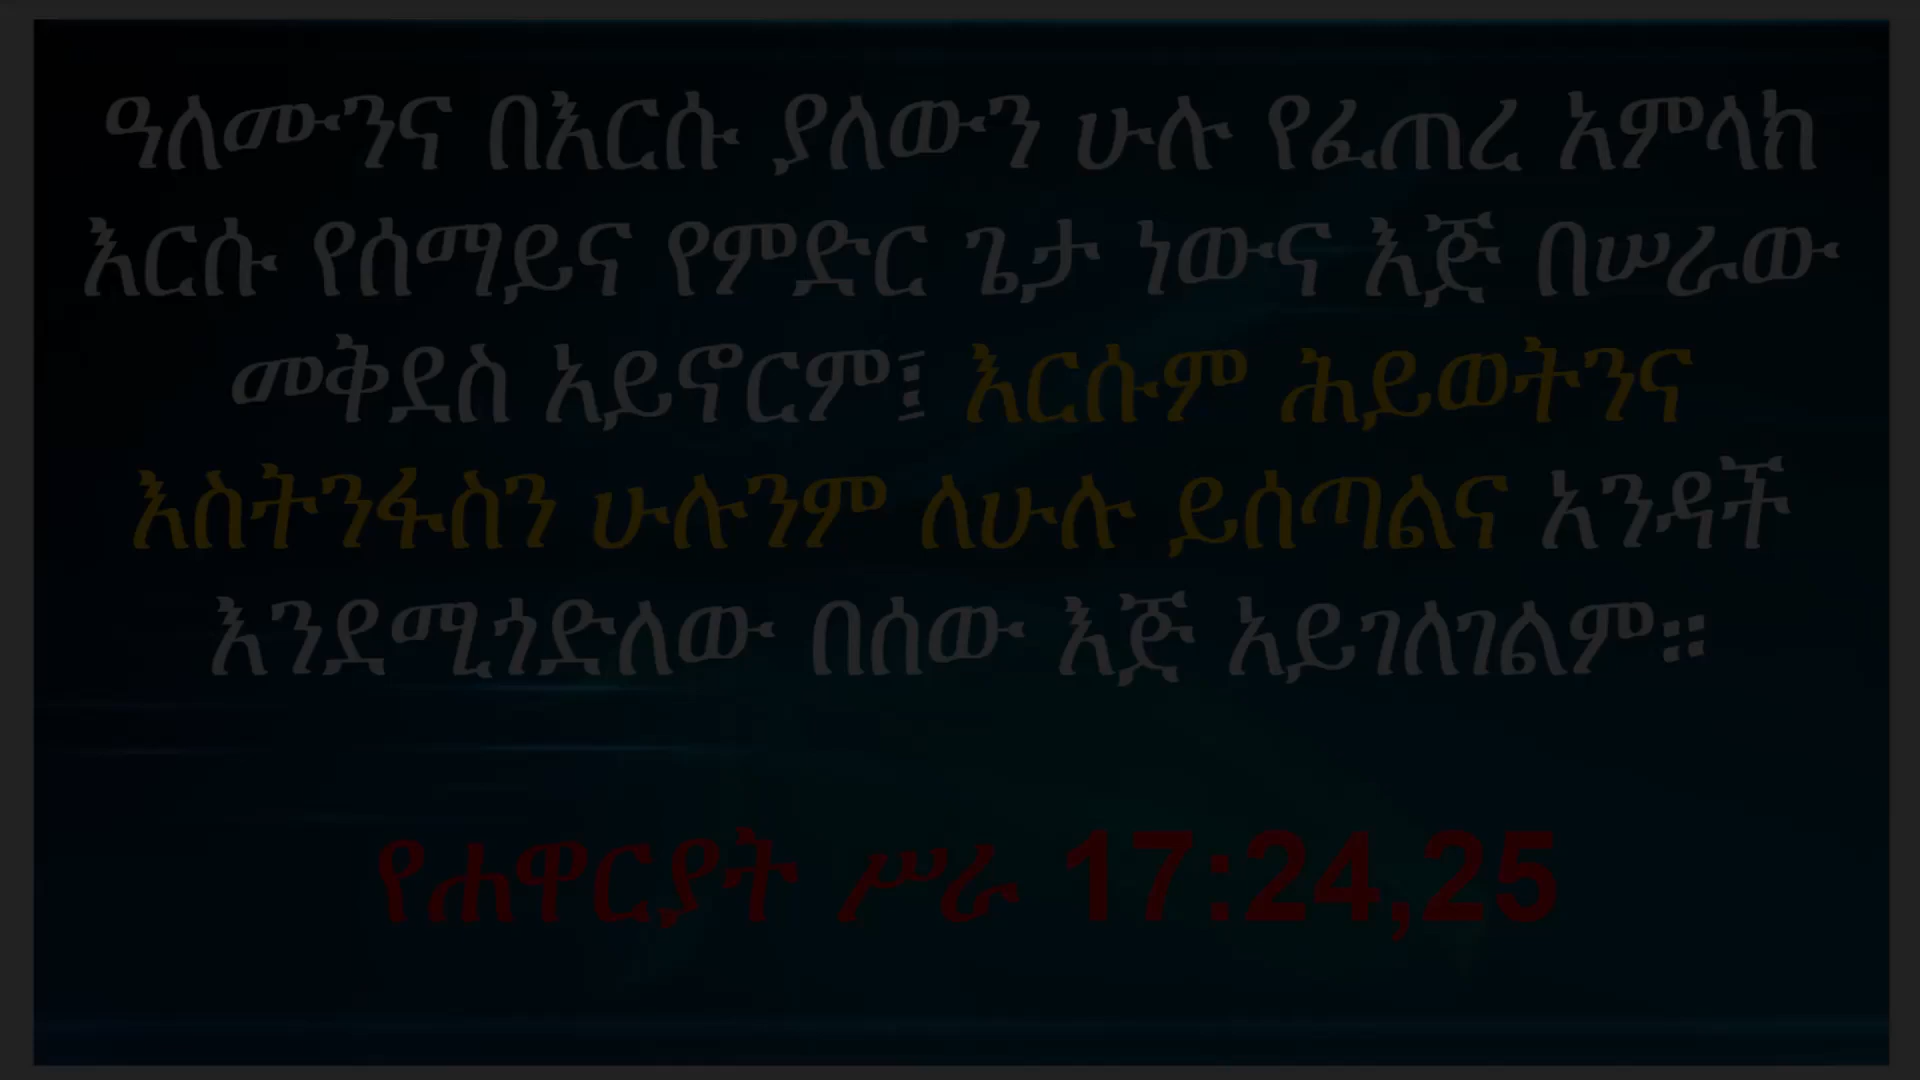 ዓለሙንና በእርሱ ያለውን ሁሉ የፈጠረ አምላክ
እርሱ የሰማይና የምድር ጌታ ነውና እጅ በሠራው
መቅደስ አይኖርም፤ እርሱም ሕይወትንና
እስትንፋስን ሁሉንም ለሁሉ ይሰጣልና አንዳች
እንደሚጎድለው በሰው እጅ አይገለገልም።
የሐዋርያት ሥራ 17:24,25